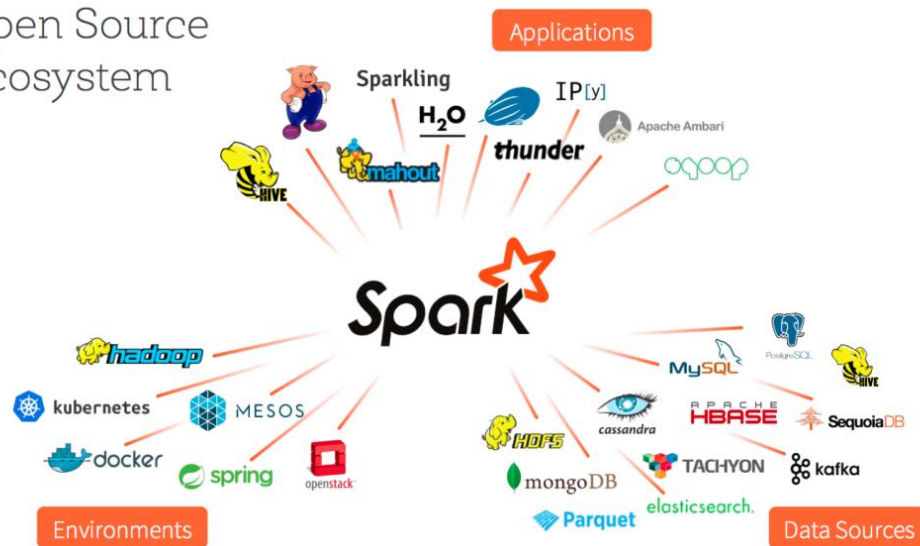 pen Source
cosystem
Applications
Sparkling
H₂O
IP[y]
thunder
Apache Ambari
mahout
sqoop
HIVE
Spark
hadoop
kubernetes
MESOS
docker
spring
openstack
Environments
PostgreSQL
MySQL
HIVE
cassandra
APACHE
HBASE
SequoiaDB
HDFS
TACHYON
kafka
mongoDB
elasticsearch.
Parquet
Data Sources